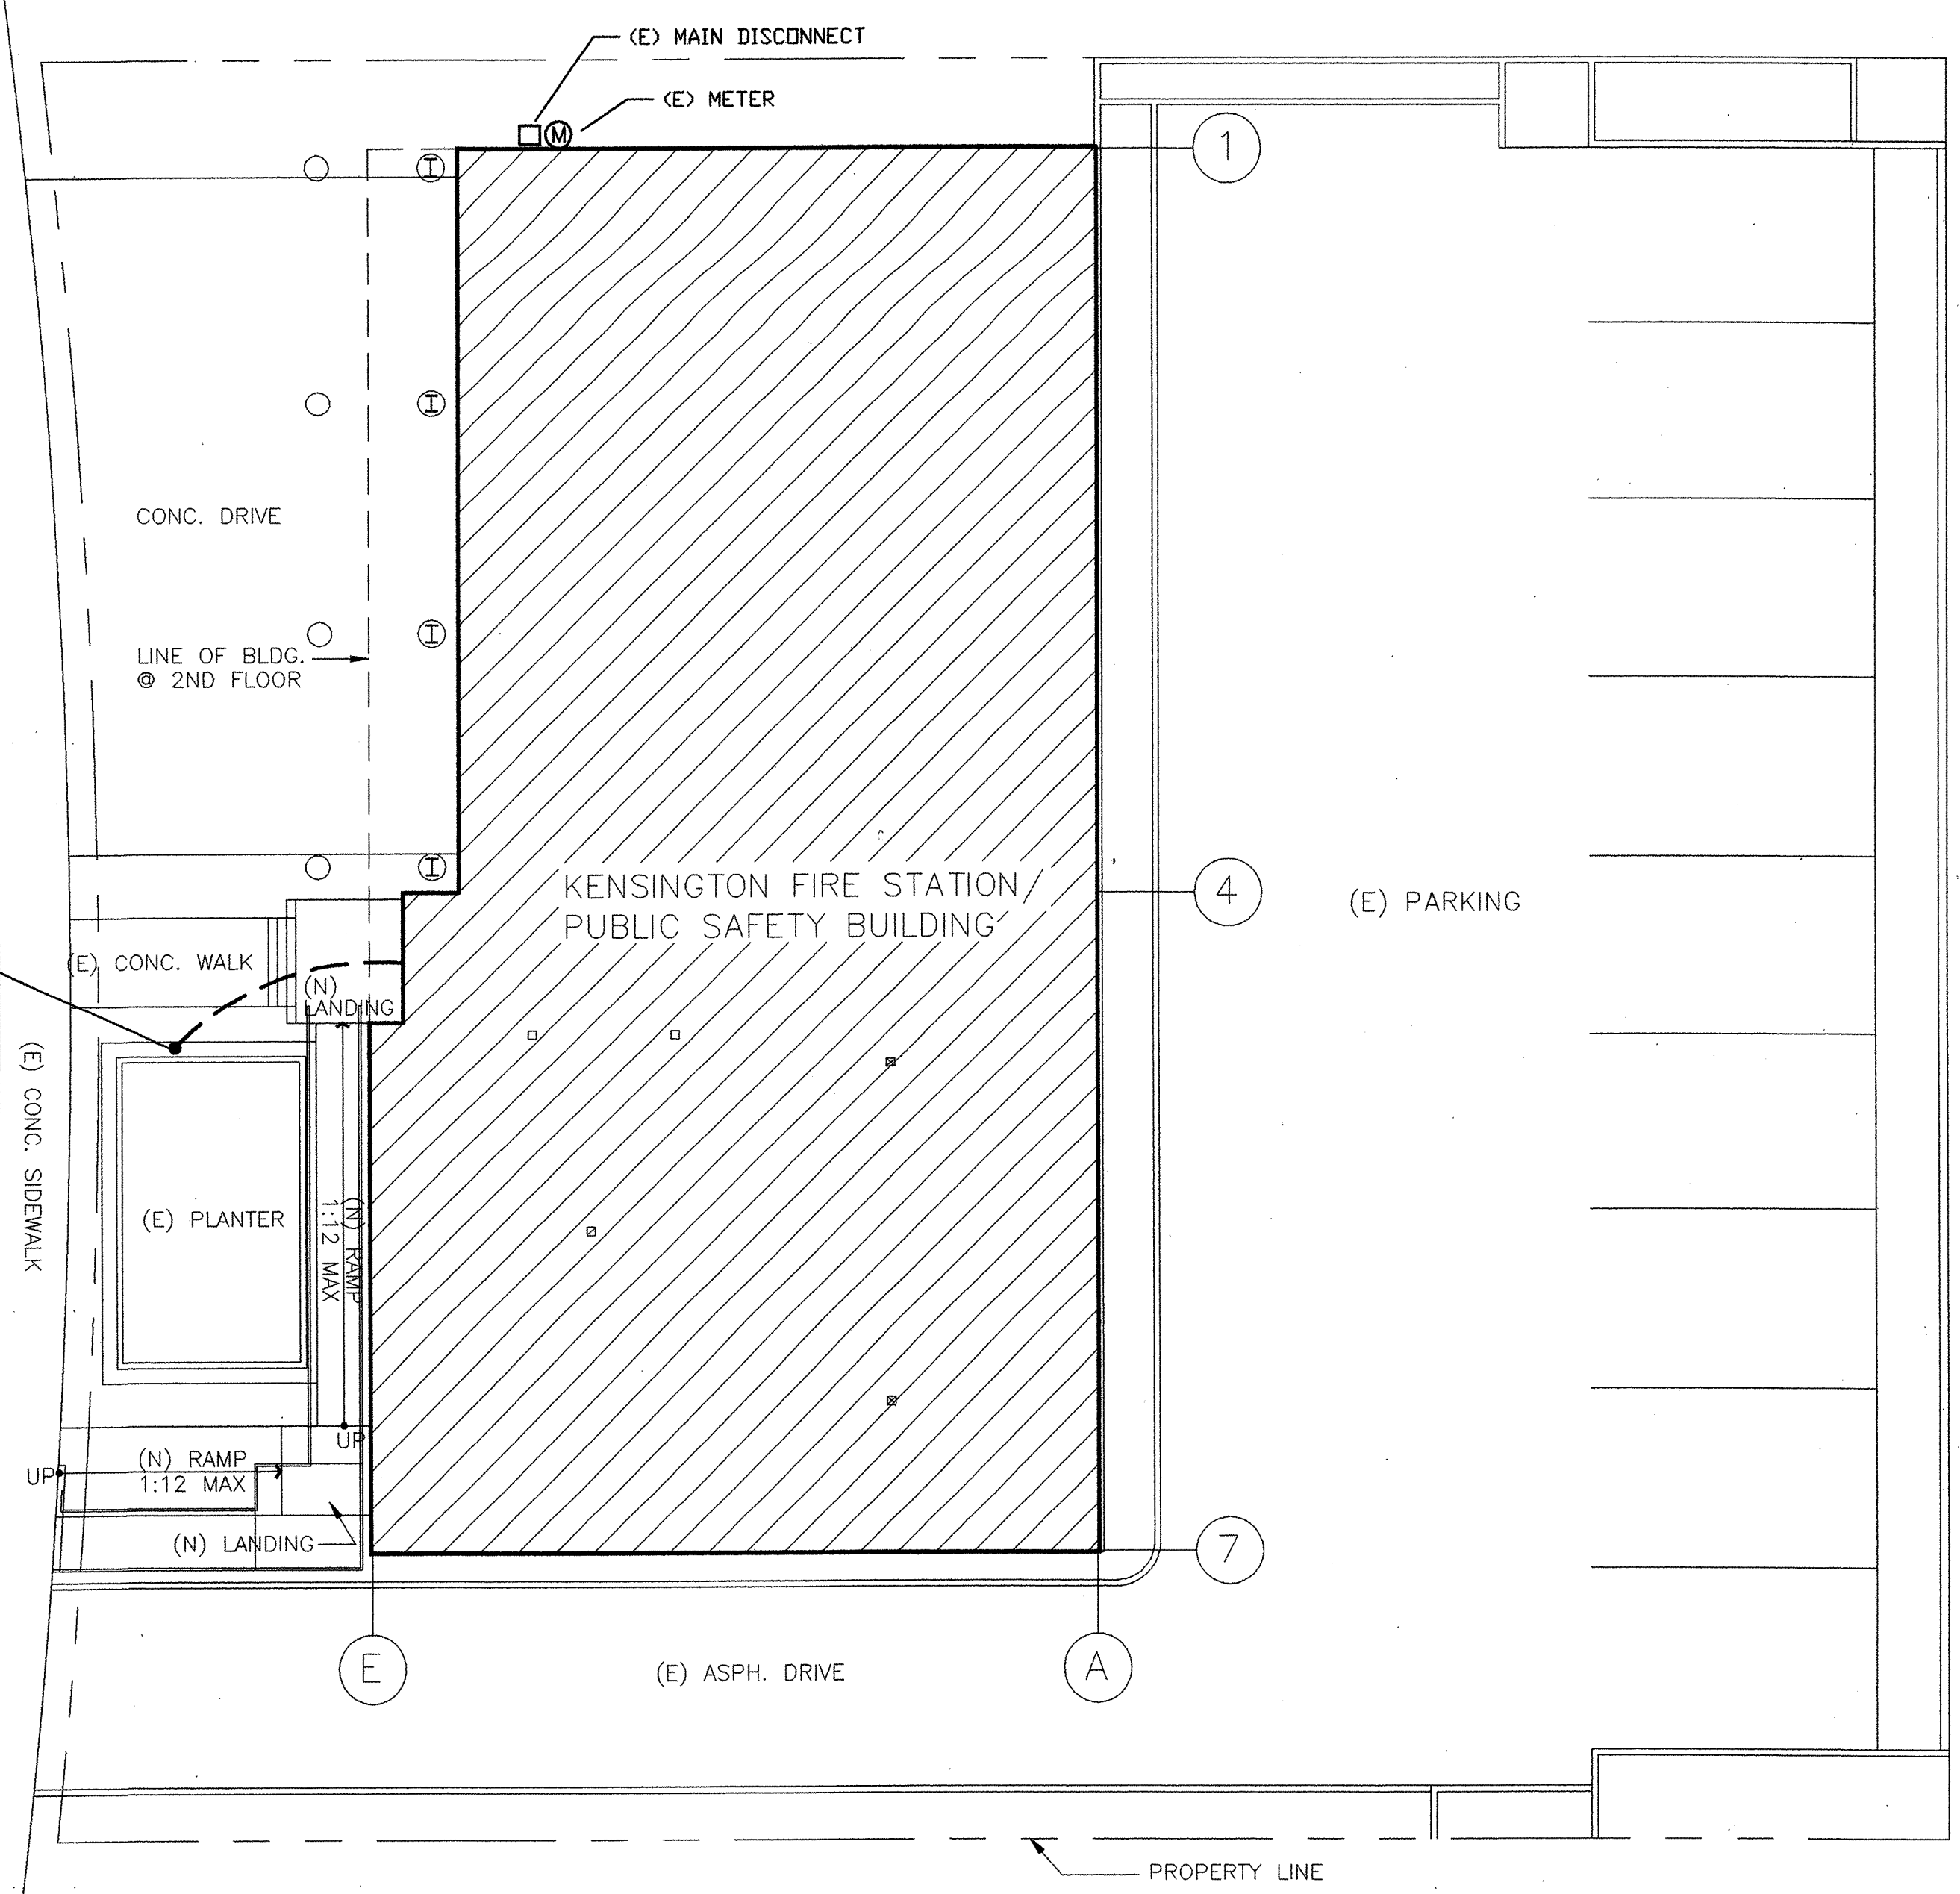 (E) MAIN DISCONNECT
(E) METER
M
1
I
I
CONC. DRIVE
I
LINE OF BLDG.
@ 2ND FLOOR
I
KENSINGTON FIRE STATION/
PUBLIC SAFETY BUILDING
4
(E) PARKING
(E) CONC. WALK
(N)
LANDING
(E) CONC. SIDEWALK
(E) PLANTER
(N) RAMP
1:12 MAX
UP
UP
(N) RAMP
1:12 MAX
(N) LANDING
7
E
A
(E) ASPH. DRIVE
PROPERTY LINE